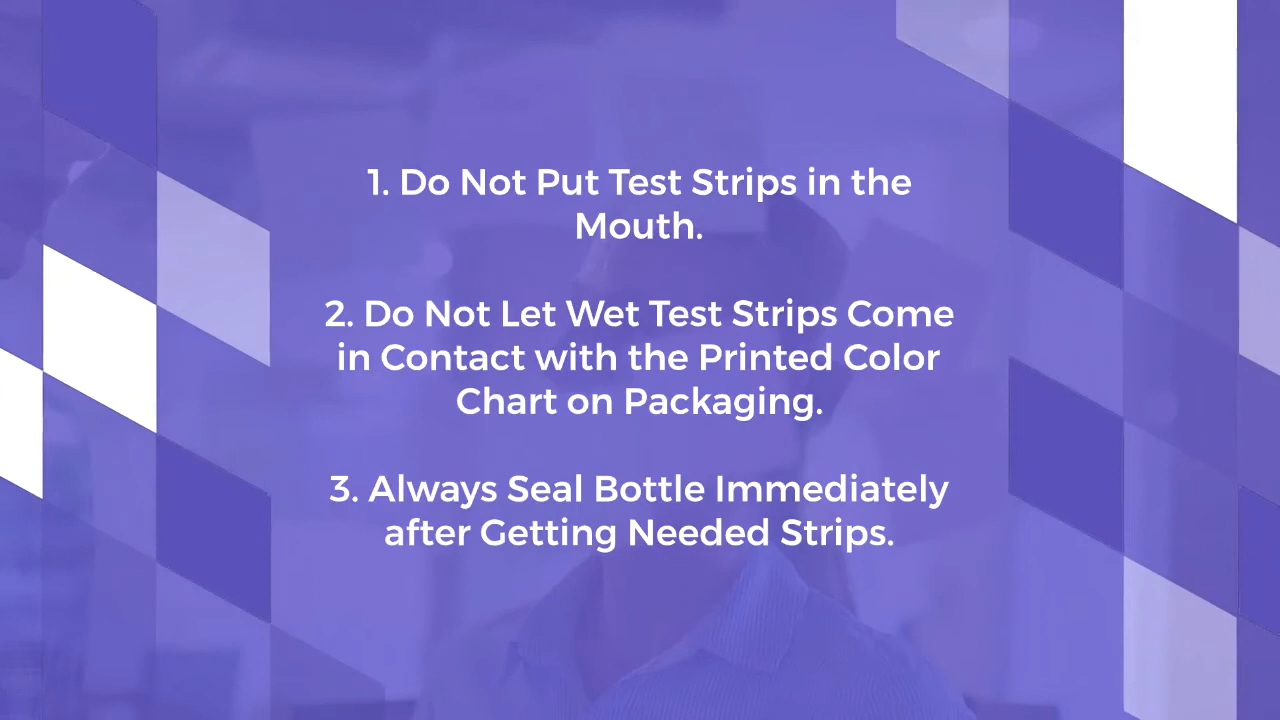 1. Do Not Put Test Strips in the
Mouth.
2. Do Not Let Wet Test Strips Come
in Contact with the Printed Color
Chart on Packaging.
3. Always Seal Bottle Immediately
after Getting Needed Strips.